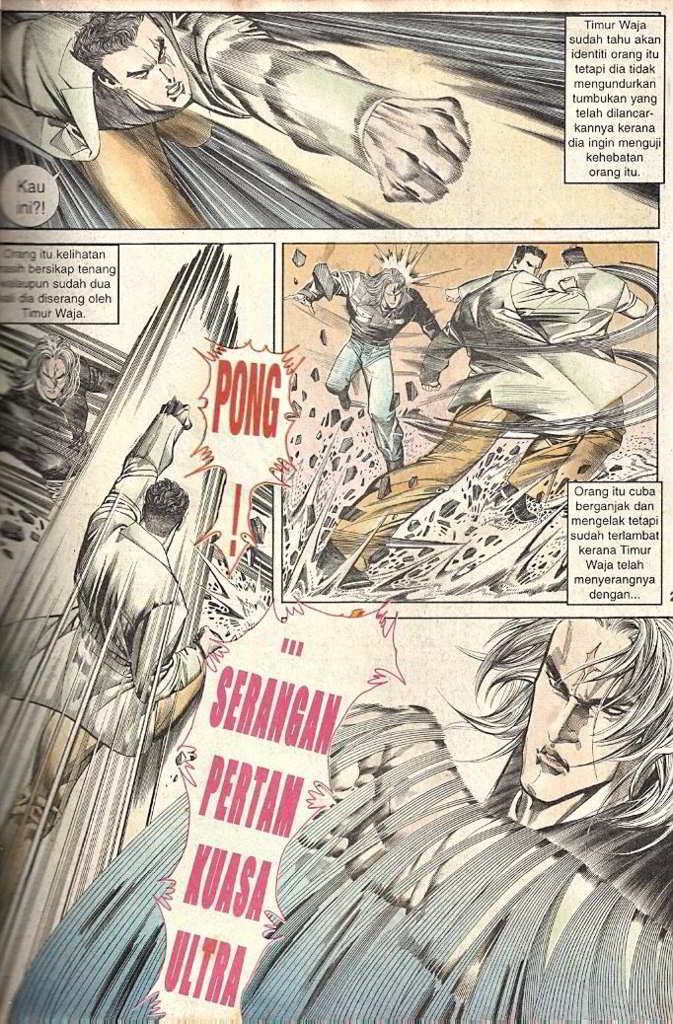 Timur Waja
sudah tahu akan
identiti orang itu
tetapi dia tidak
mengundurkan
tumbukan yang
telah dilancar-
kannya kerana
dia ingin menguji
kehebatan
orang itu.
Kau
ini?!
Orang itu kelihatan
masih bersikap tenang
walaupun sudah dua
kali dia diserang oleh
Timur Waja.
PONG
!
Orang itu cuba
berganjak dan
mengelak tetapi
sudah terlambat
kerana Timur
Waja telah
menyerangnya
dengan...
...
SERANGAN
PERTAM
KUASA
ULTRA